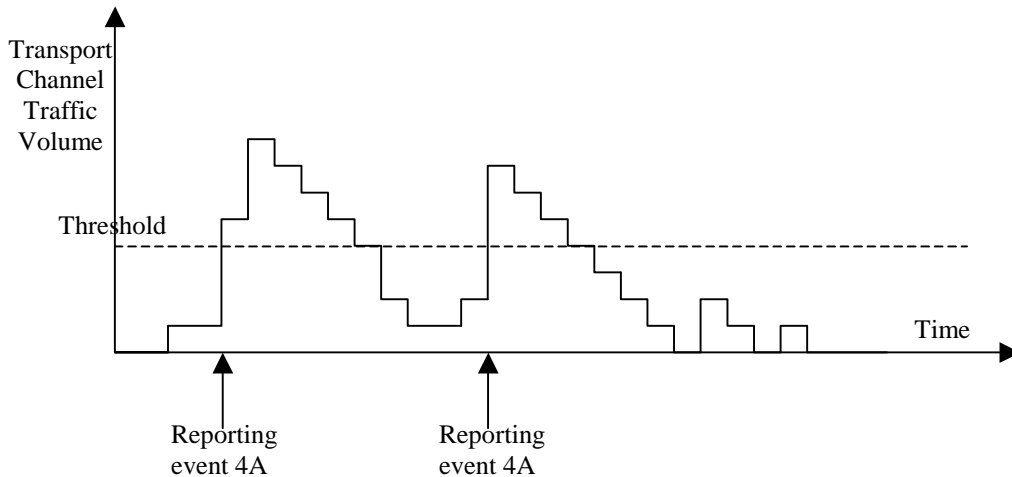 Transport
Channel
Traffic
Volume
Threshold
Time
Reporting
event 4A
Reporting
event 4A